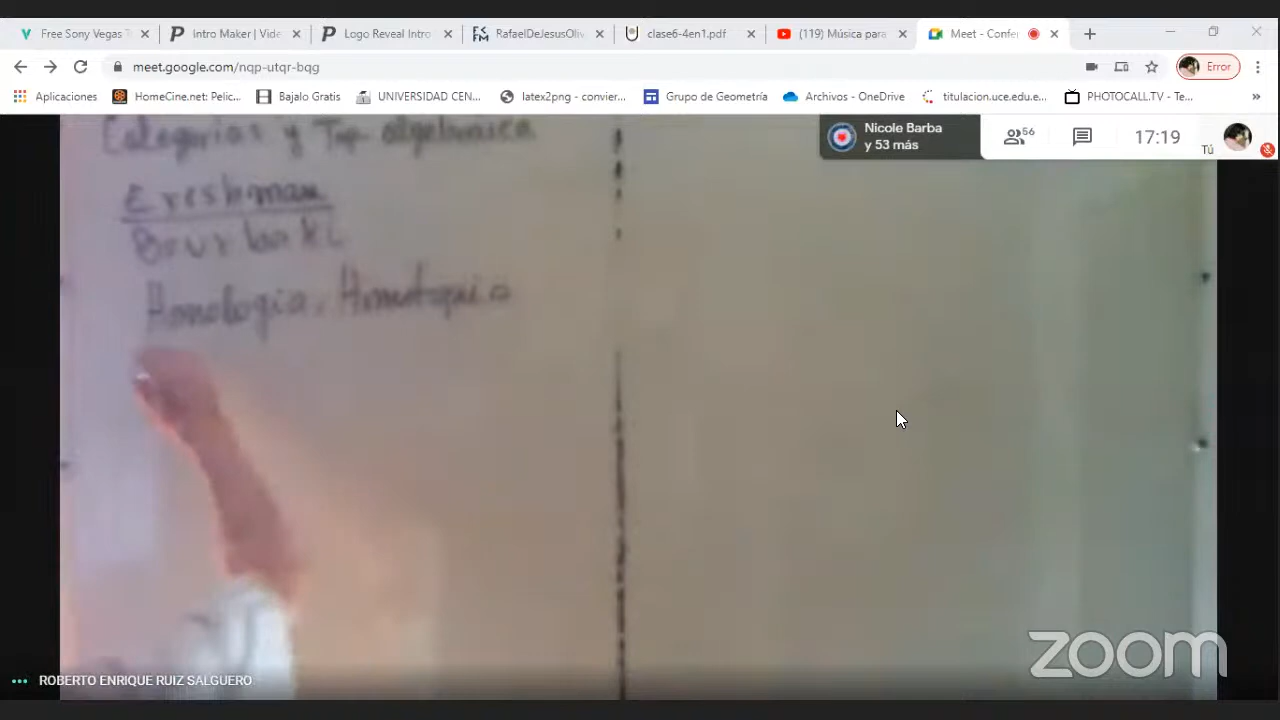 Free Sony Vegas T
Intro Maker | Vide
Logo Reveal Intro
FCFM
RafaelDeJesusOliv
clase6-4en1.pdf
(119) Música para
Meet - Confer
meet.google.com/nqp-utqr-bqg
Error
Aplicaciones
HomeCine.net: Pelic...
Bajalo Gratis
UNIVERSIDAD CEN...
latex2png - convier...
Grupo de Geometría
Archivos - OneDrive
titulacion.uce.edu.e...
PHOTOCALL.TV - Te...
»
Nicole Barba
y 53 más
56
17:19
Tú
Categorias y Top algebraica
Bourbaki
Homología, Homotopia
ROBERTO ENRIQUE RUIZ SALGUERO
zoom